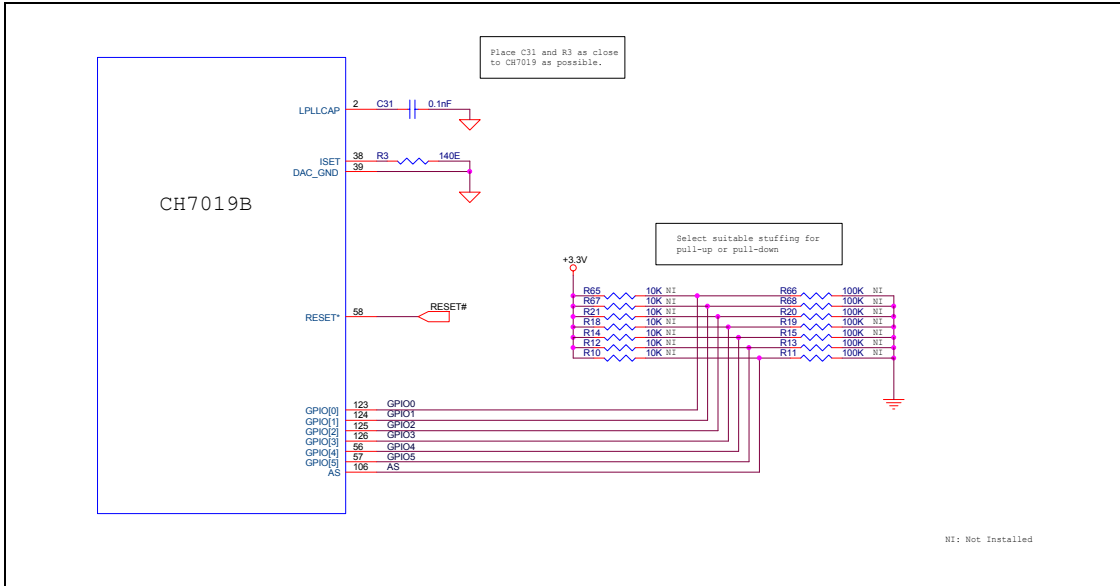 Place C31 and R3 as close
to CH7019 as possible.
LPLLCAP 2 C31 0.1nF
ISET 38 R3 140E
DAC_GND 39
CH7019B
Select suitable stuffing for
pull-up or pull-down
+3.3V
R65 10K NI R66 100K NI
R67 10K NI R68 100K NI
R21 10K NI R20 100K NI
R18 10K NI R19 100K NI
R14 10K NI R15 100K NI
R12 10K NI R13 100K NI
R10 10K NI R11 100K NI
RESET* 58 RESET#
GPIO[0] 123 GPIO0
GPIO[1] 124 GPIO1
GPIO[2] 125 GPIO2
GPIO[3] 126 GPIO3
GPIO[4] 56 GPIO4
GPIO[5] 57 GPIO5
AS 106 AS
NI: Not Installed